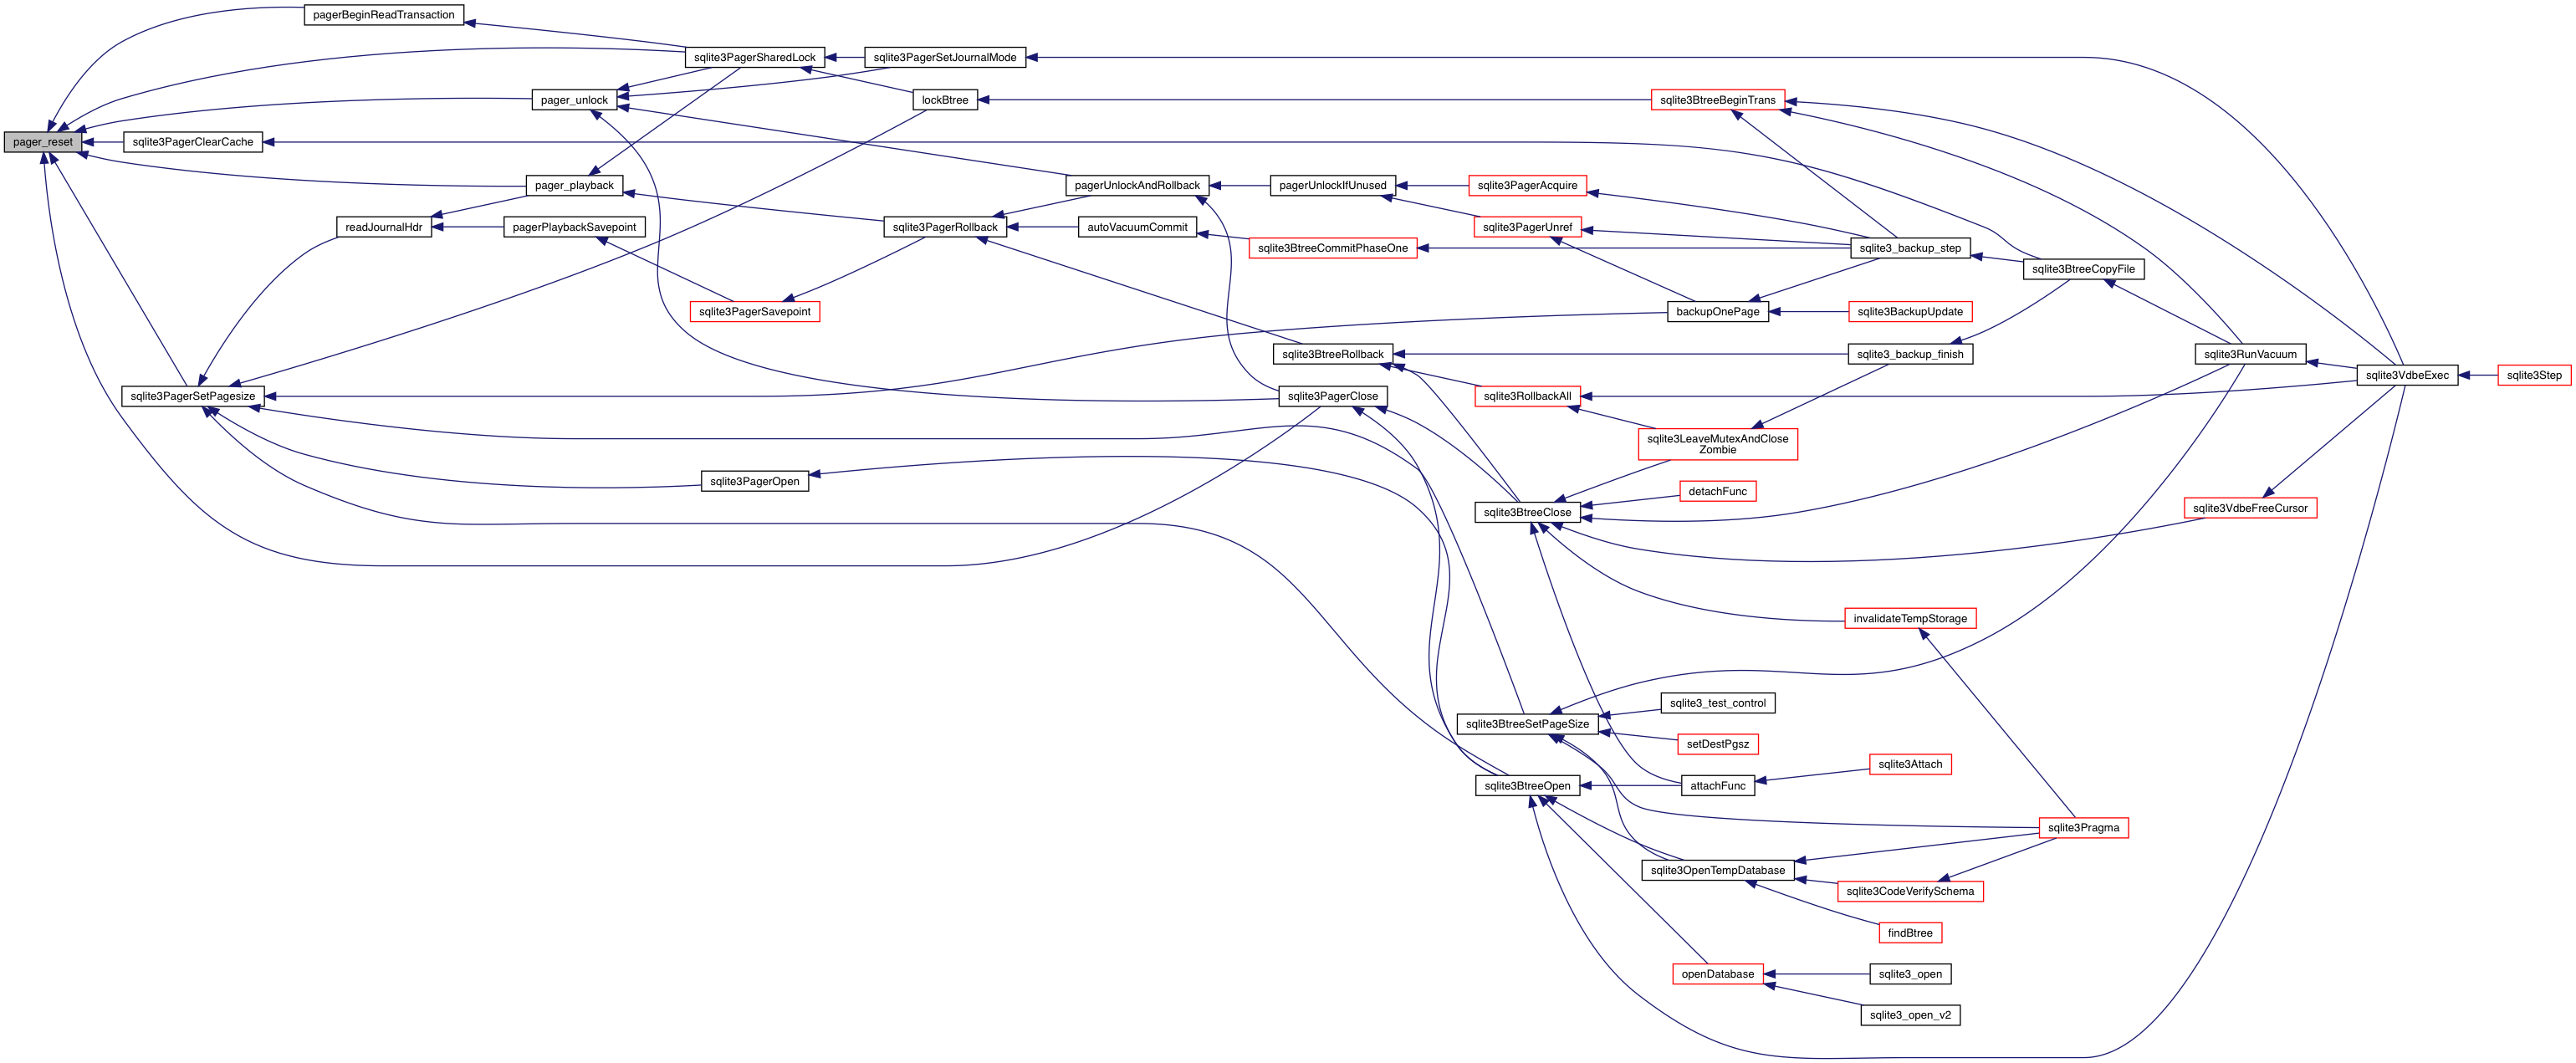 pagerBeginReadTransaction
sqlite3PagerSharedLock
sqlite3PagerSetJournalMode
pager_unlock
lockBtree
sqlite3BtreeBeginTrans
pager_reset
sqlite3PagerClearCache
pager_playback
pagerUnlockAndRollback
pagerUnlockIfUnused
sqlite3PagerAcquire
readJournalHdr
pagerPlaybackSavepoint
sqlite3PagerRollback
autoVacuumCommit
sqlite3PagerUnref
sqlite3BtreeCommitPhaseOne
sqlite3_backup_step
sqlite3BtreeCopyFile
sqlite3PagerSavepoint
backupOnePage
sqlite3BackupUpdate
sqlite3BtreeRollback
sqlite3_backup_finish
sqlite3RunVacuum
sqlite3VdbeExec
sqlite3Step
sqlite3PagerSetPagesize
sqlite3PagerClose
sqlite3RollbackAll
sqlite3LeaveMutexAndClose
Zombie
sqlite3PagerOpen
detachFunc
sqlite3BtreeClose
sqlite3VdbeFreeCursor
invalidateTempStorage
sqlite3_test_control
sqlite3BtreeSetPageSize
setDestPgsz
sqlite3Attach
sqlite3BtreeOpen
attachFunc
sqlite3Pragma
sqlite3OpenTempDatabase
sqlite3CodeVerifySchema
findBtree
openDatabase
sqlite3_open
sqlite3_open_v2